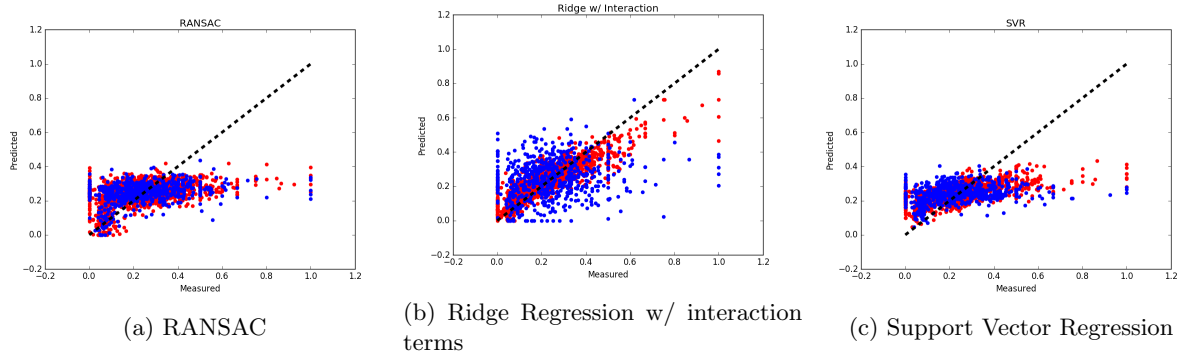 RANSAC
1.2
1.0
0.8
0.6
0.4
0.2
0.0
−0.2
Predicted
−0.2 0.0 0.2 0.4 0.6 0.8 1.0 1.2
Measured
(a) RANSAC
Ridge w/ Interaction
1.2
1.0
0.8
0.6
0.4
0.2
0.0
−0.2
Predicted
−0.2 0.0 0.2 0.4 0.6 0.8 1.0 1.2
Measured
(b) Ridge Regression w/ interaction
terms
SVR
1.2
1.0
0.8
0.6
0.4
0.2
0.0
−0.2
Predicted
−0.2 0.0 0.2 0.4 0.6 0.8 1.0 1.2
Measured
(c) Support Vector Regression